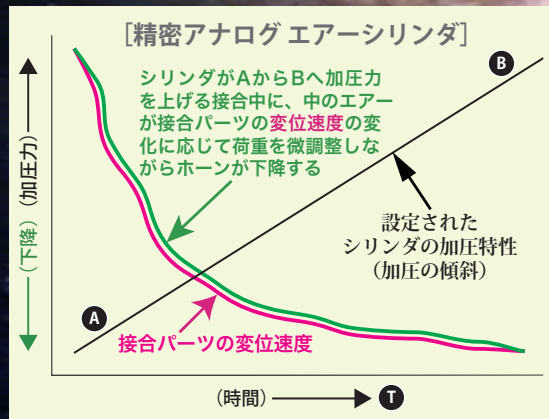 [精密アナログ エアーシリンダ]
シリンダがAからBへ加圧力
を上げる接合中に、中のエアー
が接合パーツの変位速度の変
化に応じて荷重を微調整しな
がらホーンが下降する
B
(加圧力)
(下降)
設定された
シリンダの加圧特性
(加圧の傾斜)
A
接合パーツの変位速度
(時間)
T